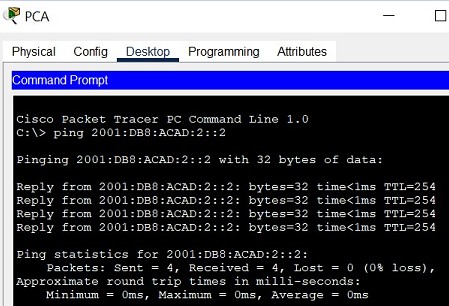 PCA
Physical Config Desktop Programming Attributes
Command Prompt
Cisco Packet Tracer PC Command Line 1.0
C:\> ping 2001:DB8:ACAD:2::2
Pinging 2001:DB8:ACAD:2::2 with 32 bytes of data:
Reply from 2001:DB8:ACAD:2::2: bytes=32 time<1ms TTL=254
Reply from 2001:DB8:ACAD:2::2: bytes=32 time<1ms TTL=254
Reply from 2001:DB8:ACAD:2::2: bytes=32 time<1ms TTL=254
Reply from 2001:DB8:ACAD:2::2: bytes=32 time<1ms TTL=254
Ping statistics for 2001:DB8:ACAD:2::2:
Packets: Sent = 4, Received = 4, Lost = 0 (0% loss),
Approximate round trip times in milli-seconds:
Minimum = 0ms, Maximum = 0ms, Average = 0ms